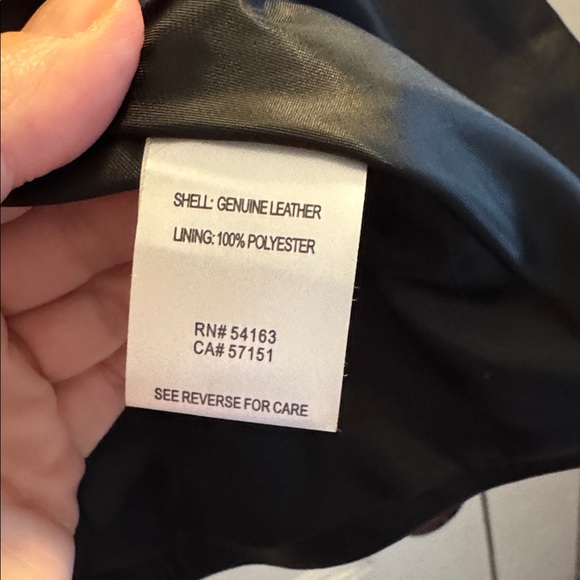 SHELL: GENUINE LEATHER
LINING: 100% POLYESTER
RN# 54163
CA# 57151
SEE REVERSE FOR CARE